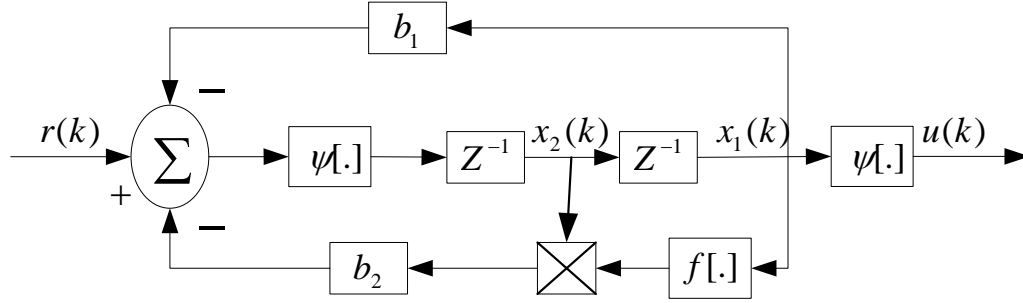 b₁
−
r(k)
+
∑
ψ[.]
Z⁻¹
x₂(k)
Z⁻¹
x₁(k)
ψ[.]
u(k)
−
b₂
f[.]